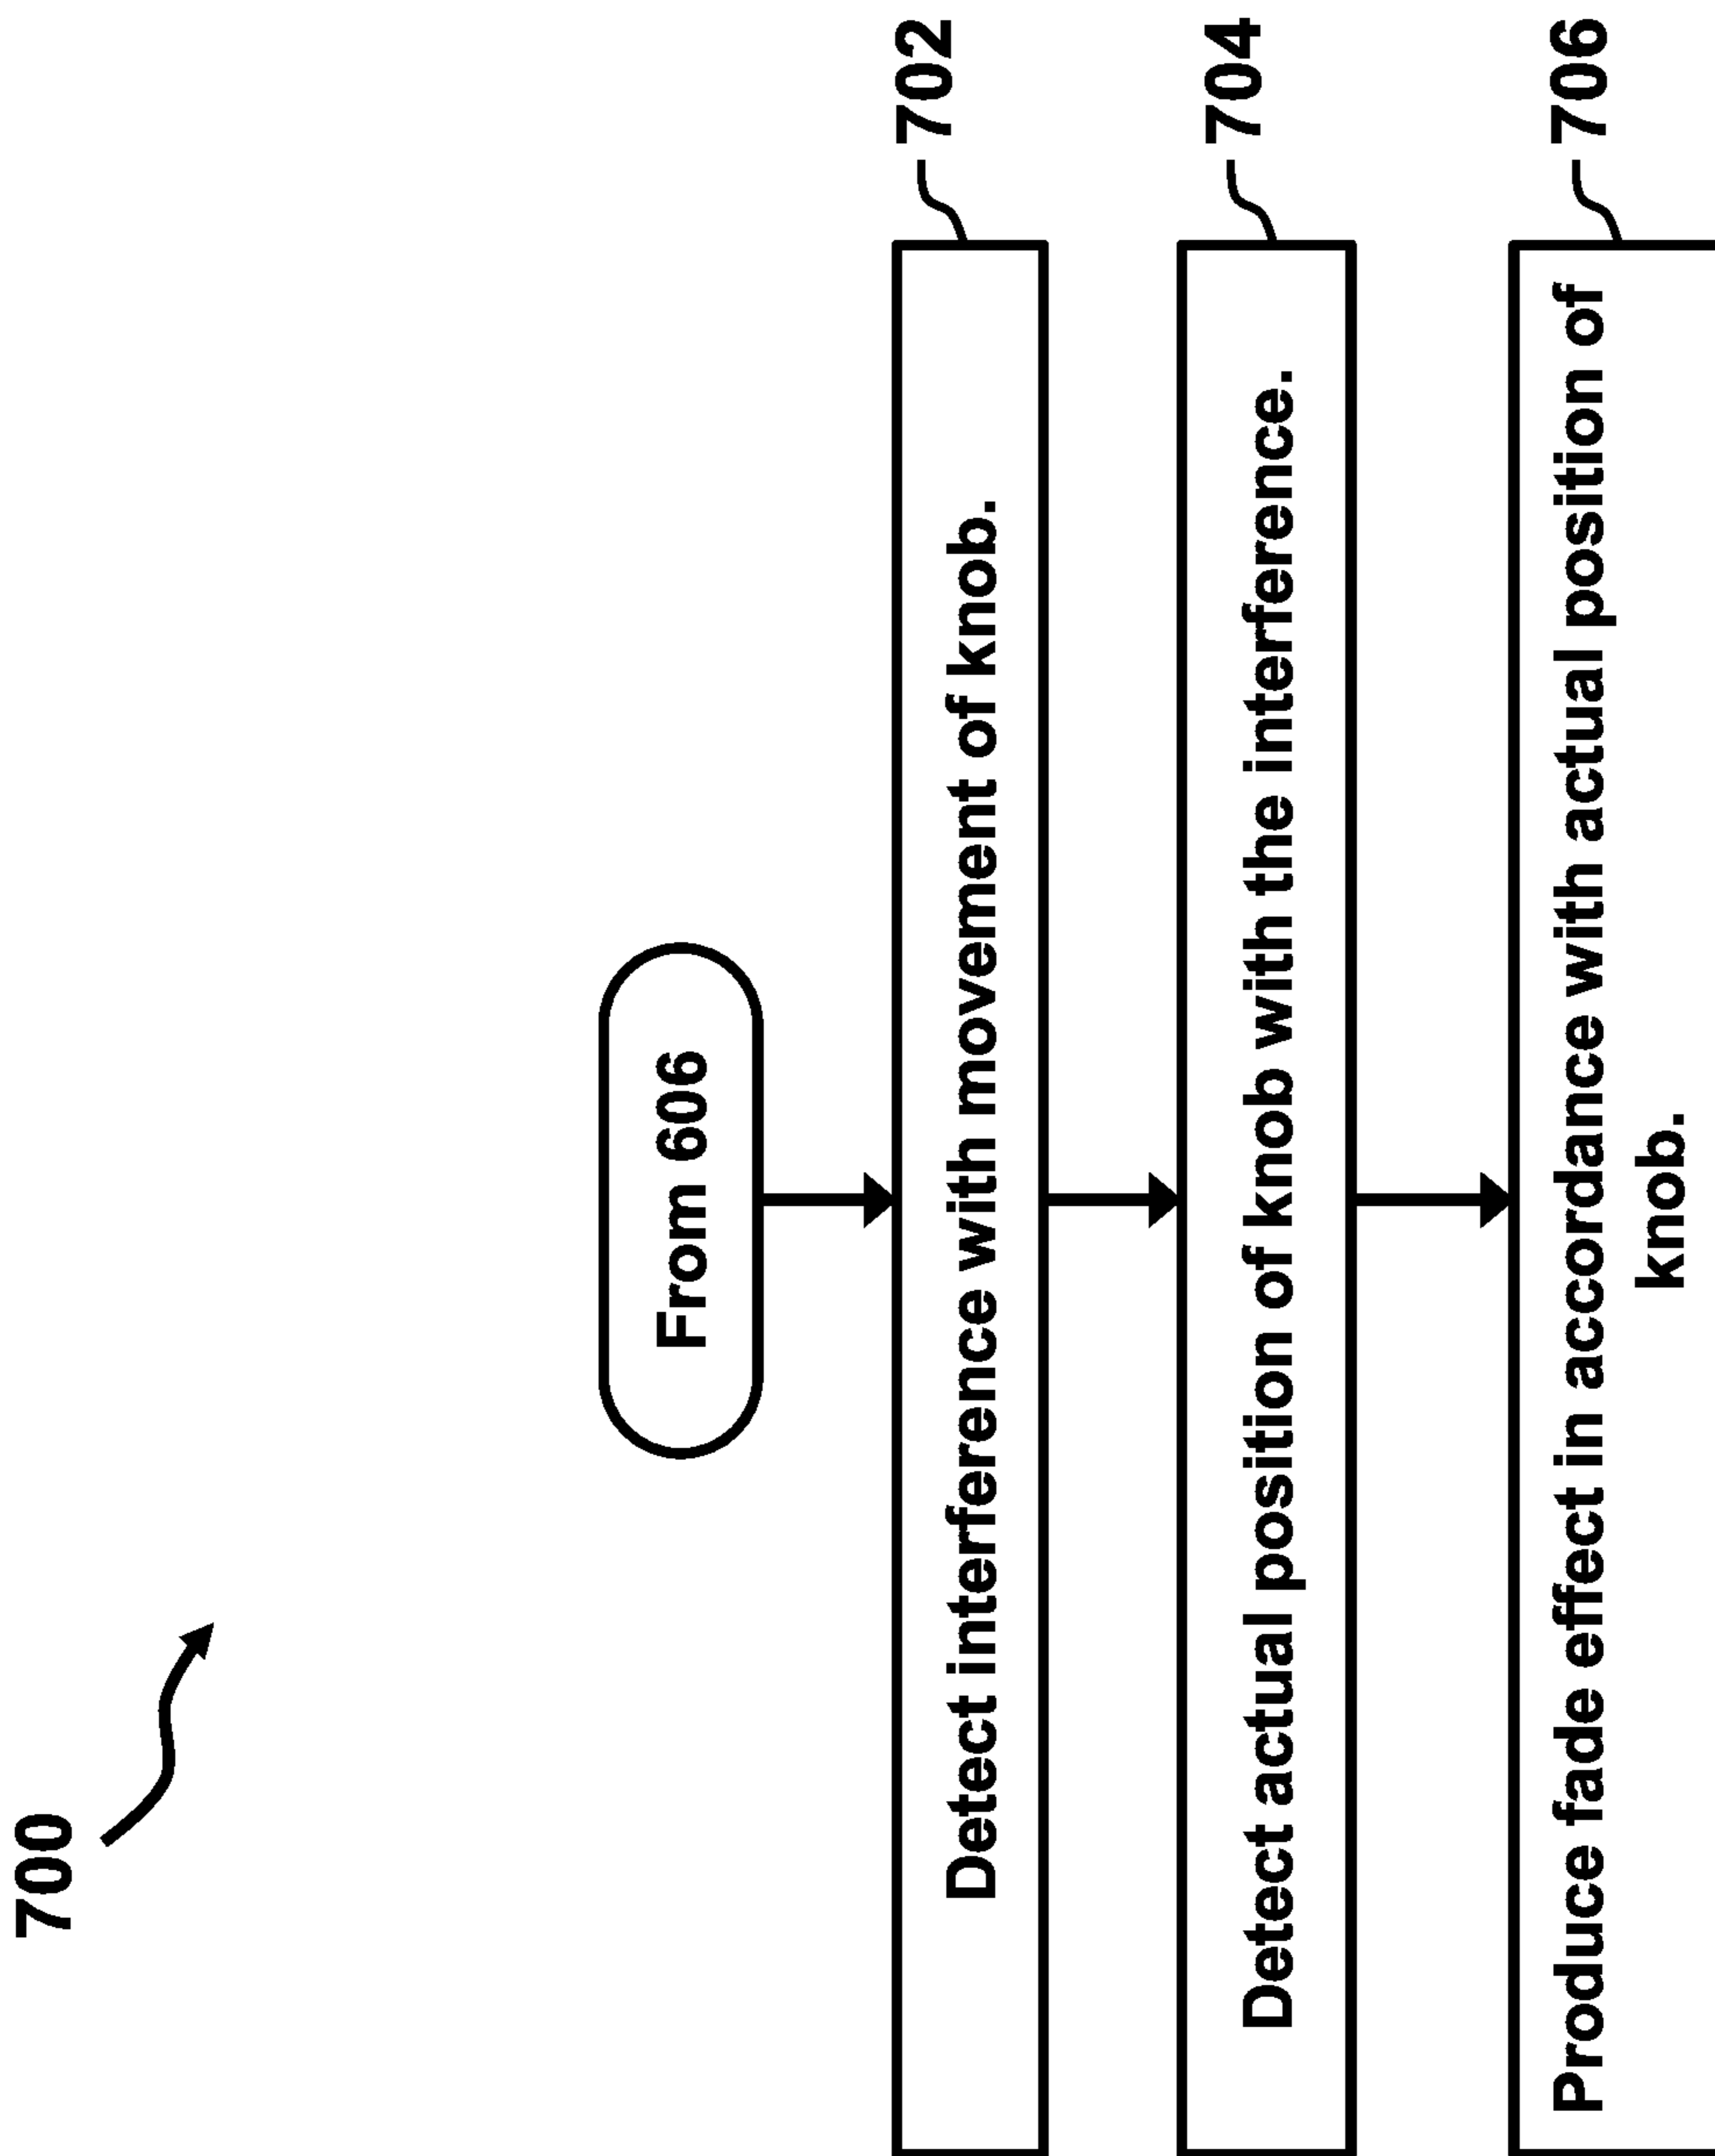 700
From 606
Detect interference with movement of knob.
702
Detect actual position of knob with the interference.
704
Produce fade effect in accordance with actual position of
knob.
706